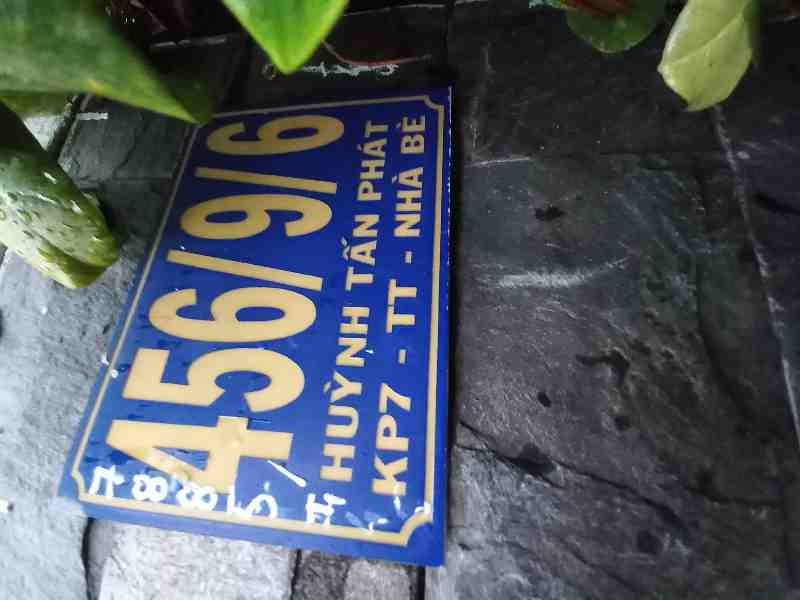 456/9/6
HUỲNH TẤN PHÁT
KP7 - TT - NHÀ BÈ